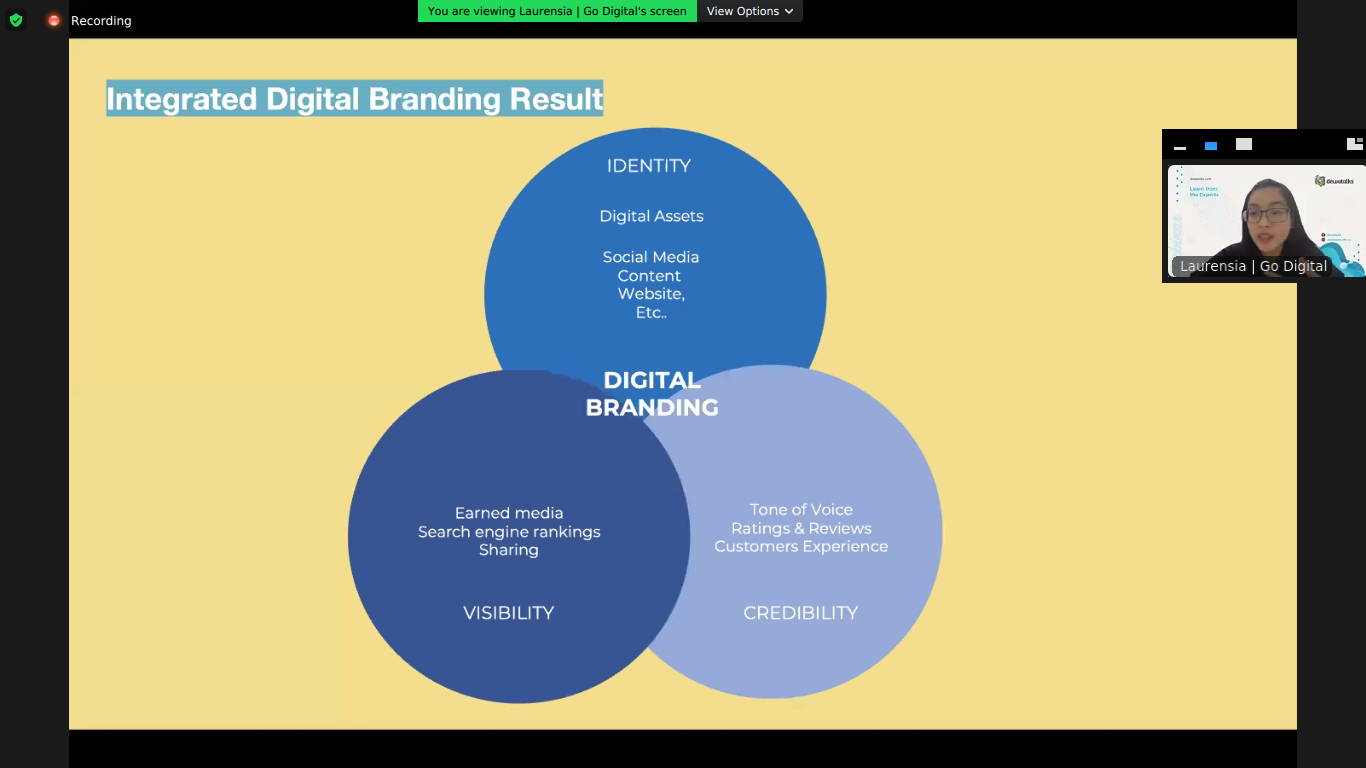 Recording
You are viewing Laurensia | Go Digital's screen
View Options
Integrated Digital Branding Result
IDENTITY
Digital Assets
Social Media
Content
Website,
Etc..
DIGITAL
BRANDING
Earned media
Search engine rankings
Sharing
VISIBILITY
Tone of Voice
Ratings & Reviews
Customers Experience
CREDIBILITY
Learn from
the Experts
dewatalks
Laurensia | Go Digital